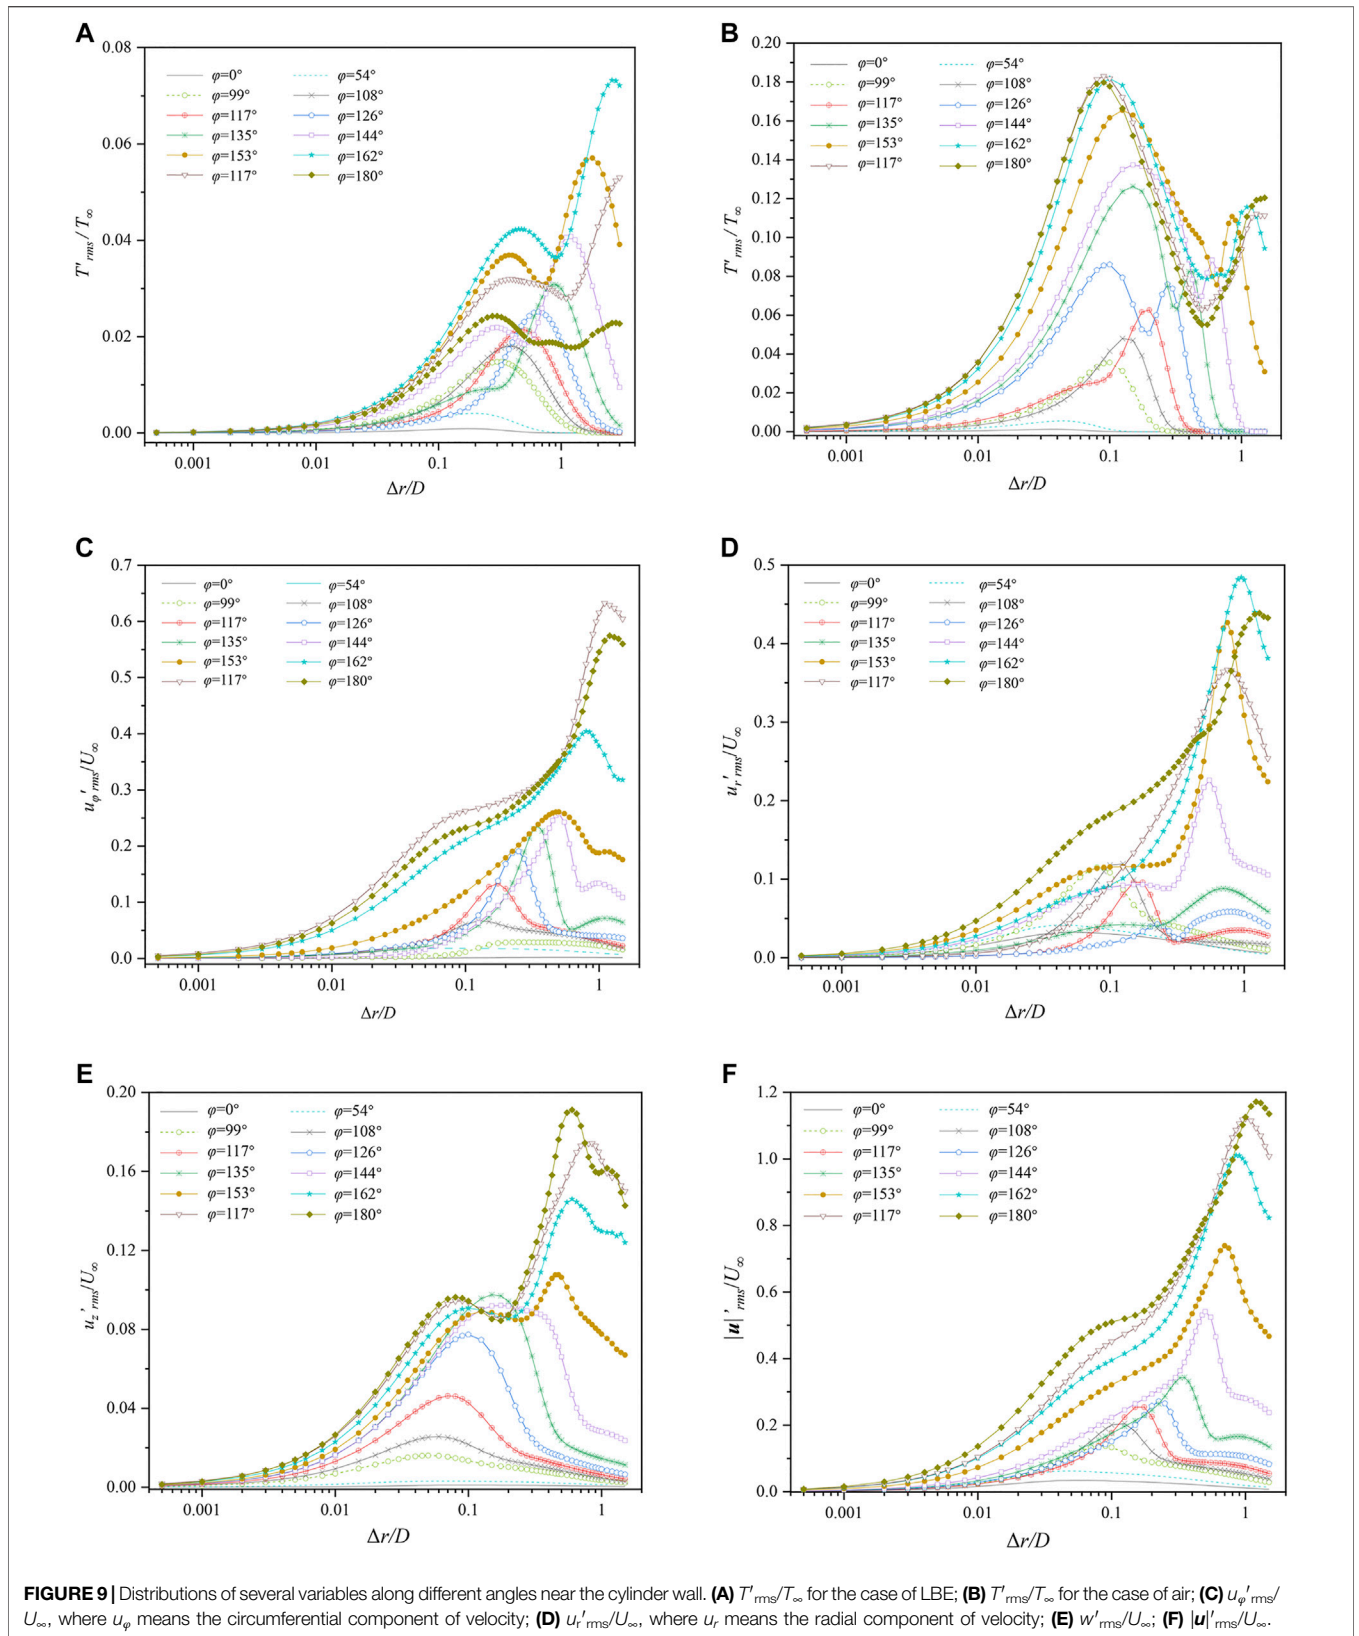 A
0.08
0.06
0.04
0.02
0.00
T'rms / T∞
φ=0°
φ=54°
φ=99°
φ=108°
φ=117°
φ=126°
φ=135°
φ=144°
φ=153°
φ=162°
φ=117°
φ=180°
0.001 0.01 0.1 1
Δr/D
B
0.20
0.18
0.16
0.14
0.12
0.10
0.08
0.06
0.04
0.02
0.00
T'rms / T∞
φ=0°
φ=54°
φ=99°
φ=108°
φ=117°
φ=126°
φ=135°
φ=144°
φ=153°
φ=162°
φ=117°
φ=180°
0.001 0.01 0.1 1
Δr/D
C
0.7
0.6
0.5
0.4
0.3
0.2
0.1
0.0
uφ'rms/U∞
φ=0°
φ=54°
φ=99°
φ=108°
φ=117°
φ=126°
φ=135°
φ=144°
φ=153°
φ=162°
φ=117°
φ=180°
0.001 0.01 0.1 1
Δr/D
D
0.5
0.4
0.3
0.2
0.1
0.0
ur'rms/U∞
φ=0°
φ=54°
φ=99°
φ=108°
φ=117°
φ=126°
φ=135°
φ=144°
φ=153°
φ=162°
φ=117°
φ=180°
0.001 0.01 0.1 1
Δr/D
E
0.20
0.16
0.12
0.08
0.04
0.00
uz'rms/U∞
φ=0°
φ=54°
φ=99°
φ=108°
φ=117°
φ=126°
φ=135°
φ=144°
φ=153°
φ=162°
φ=117°
φ=180°
0.001 0.01 0.1 1
Δr/D
F
1.2
1.0
0.8
0.6
0.4
0.2
0.0
|u|'rms/U∞
φ=0°
φ=54°
φ=99°
φ=108°
φ=117°
φ=126°
φ=135°
φ=144°
φ=153°
φ=162°
φ=117°
φ=180°
0.001 0.01 0.1 1
Δr/D
FIGURE 9 | Distributions of several variables along different angles near the cylinder wall. (A) T'rms/T∞ for the case of LBE; (B) T'rms/T∞ for the case of air; (C) uφ'rms/
U∞, where uφ means the circumferential component of velocity; (D) ur'rms/U∞, where ur means the radial component of velocity; (E) w'rms/U∞; (F) |u|'rms/U∞.